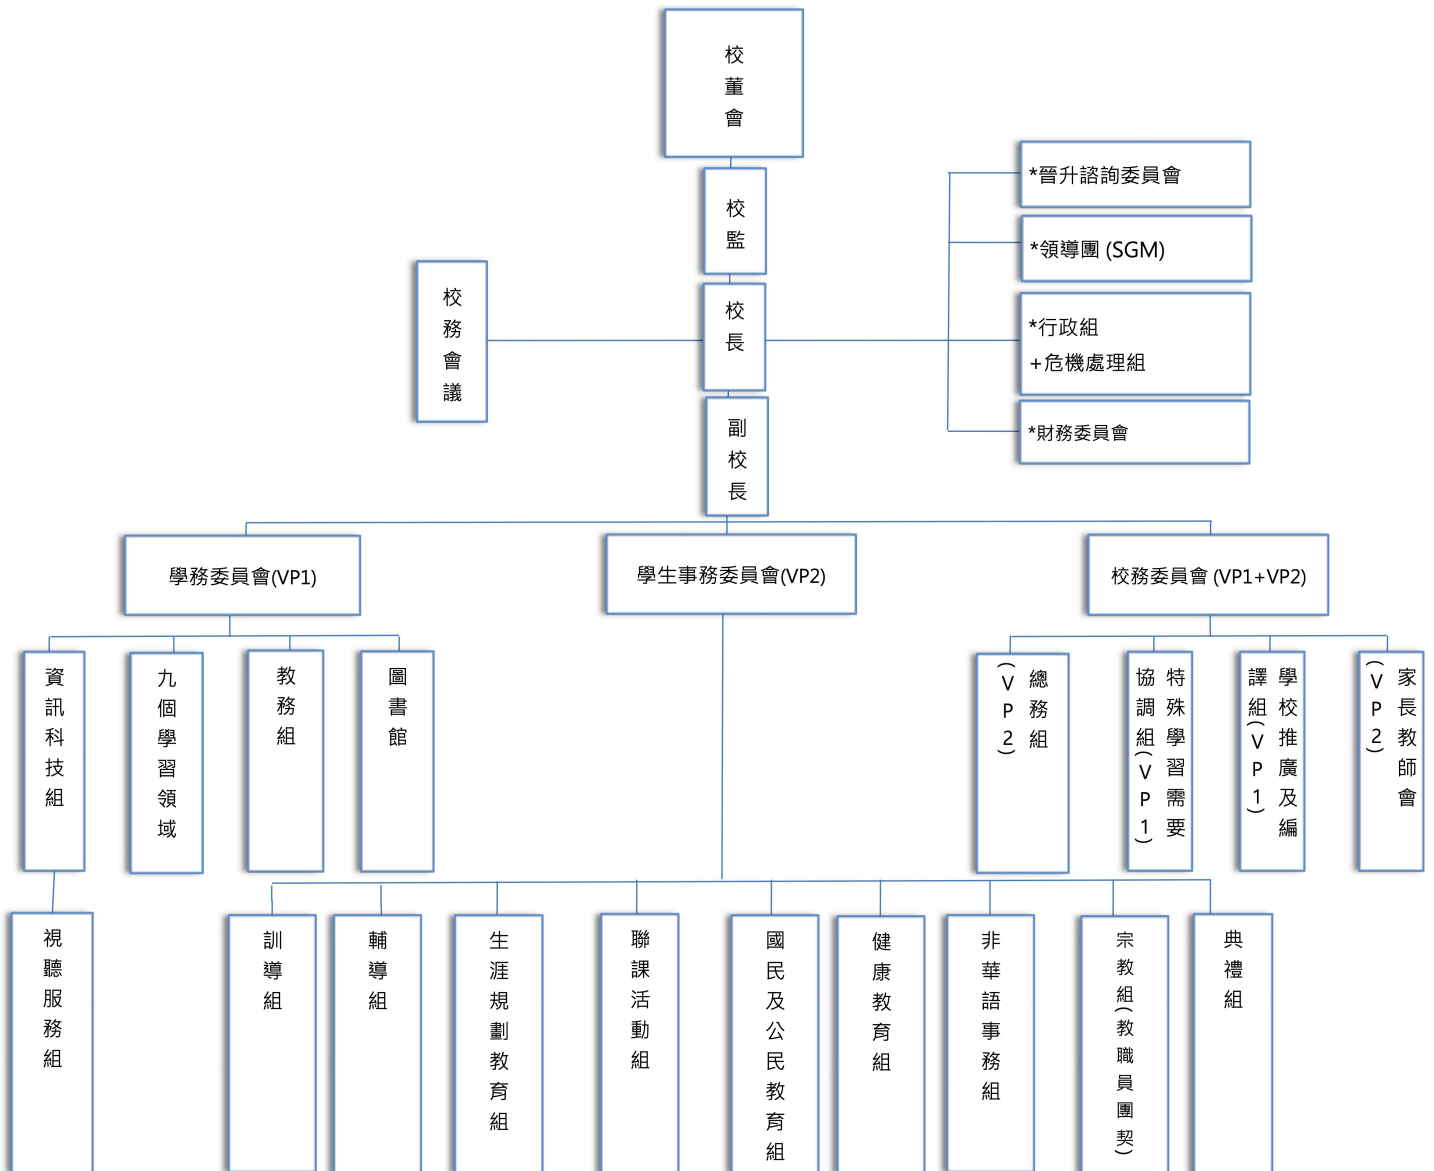 校董會
校監
校長
副校長
校務會議
*晉升諮詢委員會
*領導團 (SGM)
*行政組
+危機處理組
*財務委員會
學務委員會(VP1)
學生事務委員會(VP2)
校務委員會 (VP1+VP2)
資訊科技組
九個學習領域
教務組
圖書館
總務組
(VP2)
特殊學習需要
協調組(VP1)
學校推廣及編
譯組(VP1)
家長教師會
(VP2)
視聽服務組
訓導組
輔導組
生涯規劃教育組
聯課活動組
國民及公民教育組
健康教育組
非華語事務組
宗教組(教職員團契)
典禮組